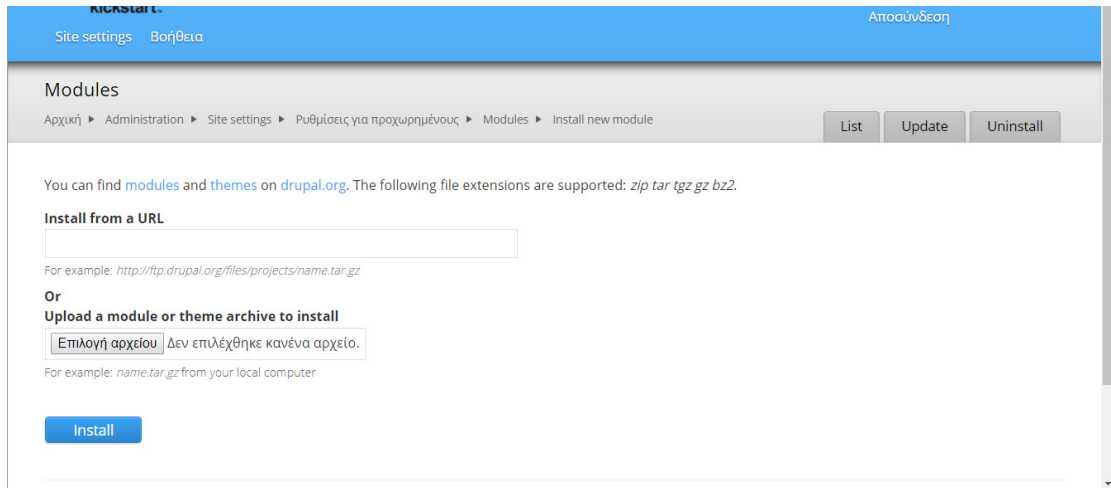 kickstart
Αποσύνδεση
Site settings Βοήθεια
Modules
Αρχική ▶ Administration ▶ Site settings ▶ Ρυθμίσεις για προχωρημένους ▶ Modules ▶ Install new module
List Update Uninstall
You can find modules and themes on drupal.org. The following file extensions are supported: zip tar tgz gz bz2.
Install from a URL
For example: http://ftp.drupal.org/files/projects/name.tar.gz
Or
Upload a module or theme archive to install
Επιλογή αρχείου Δεν επιλέχθηκε κανένα αρχείο.
For example: name.tar.gz from your local computer
Install